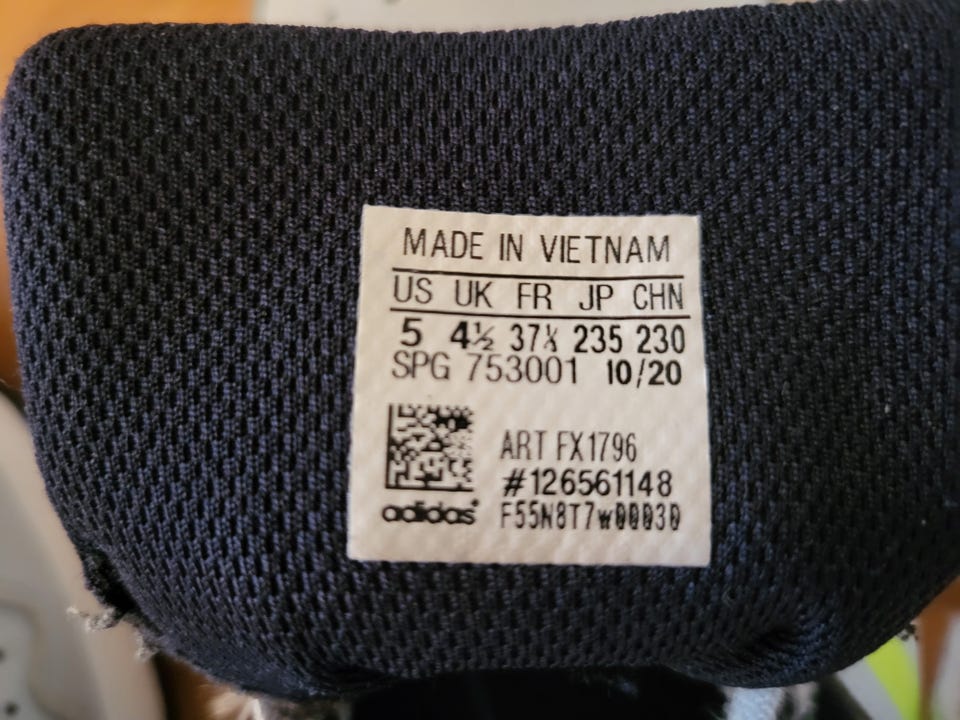 MADE IN VIETNAM
US UK FR JP CHN
5 4½ 37⅓ 235 230
SPG 753001 10/20
ART FX1796
#126561148
adidas F55N8T7w00030